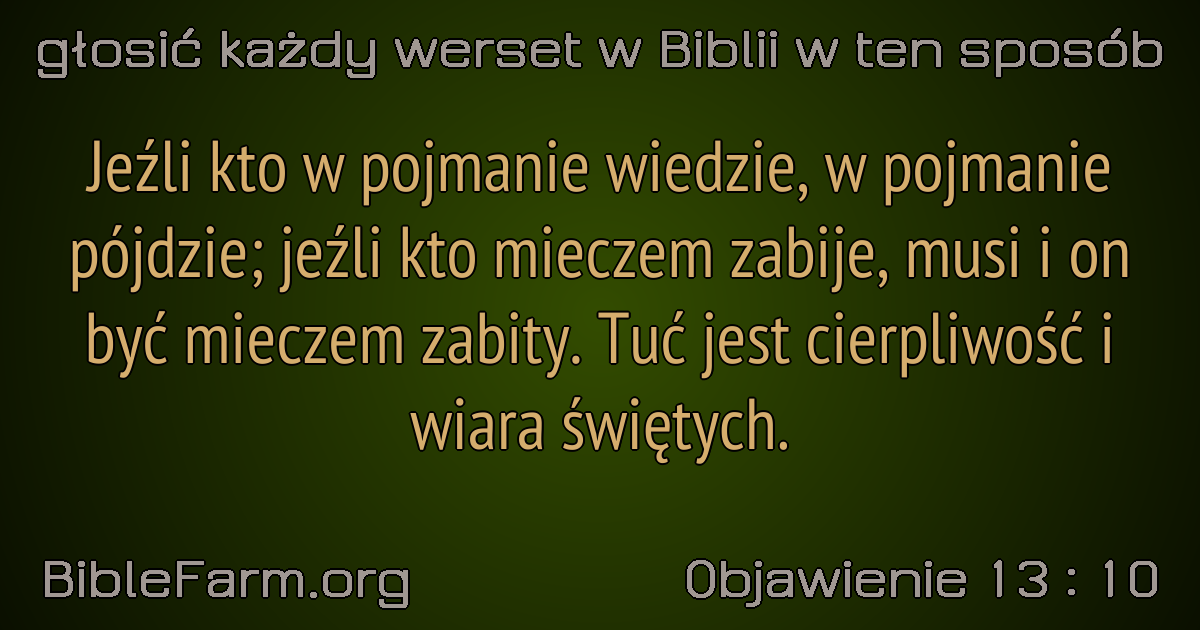 głosić każdy werset w Biblii w ten sposób
Jeźli kto w pojmanie wiedzie, w pojmanie
pójdzie; jeźli kto mieczem zabije, musi i on
być mieczem zabity. Tuć jest cierpliwość i
wiara świętych.
BibleFarm.org
Objawienie 13 : 10